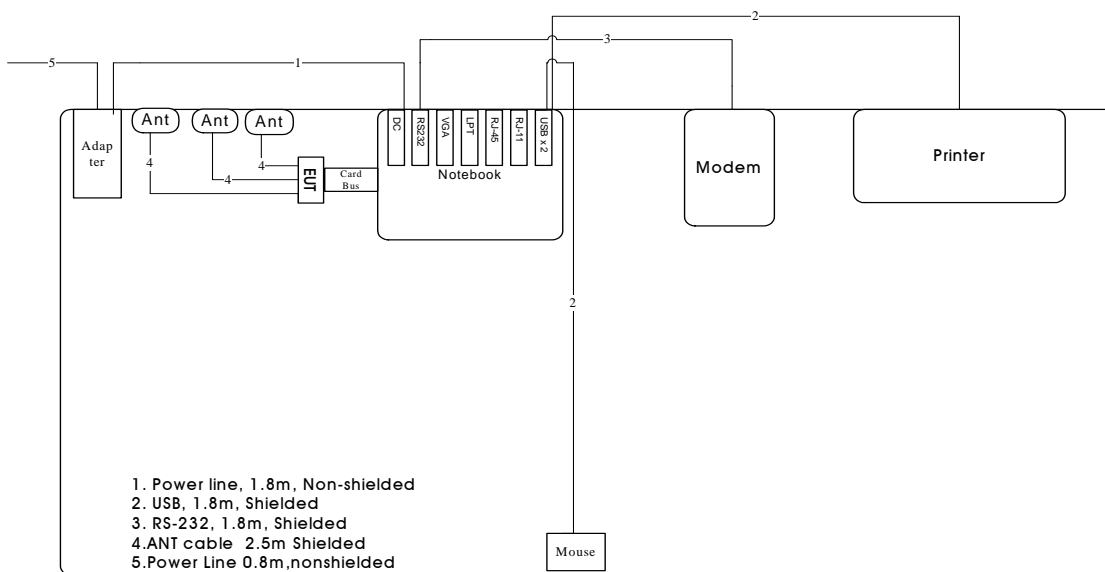 2
3
5
1
2
Ant
Ant
Ant
Adap
ter
4
4
4
EUT
Card
Bus
DC
RS232
VGA
LPT
RJ-45
RJ-11
USB x 2
Notebook
Modem
Printer
1. Power line, 1.8m, Non-shielded
2. USB, 1.8m, Shielded
3. RS-232, 1.8m, Shielded
4.ANT cable 2.5m Shielded
5.Power Line 0.8m,nonshielded
Mouse